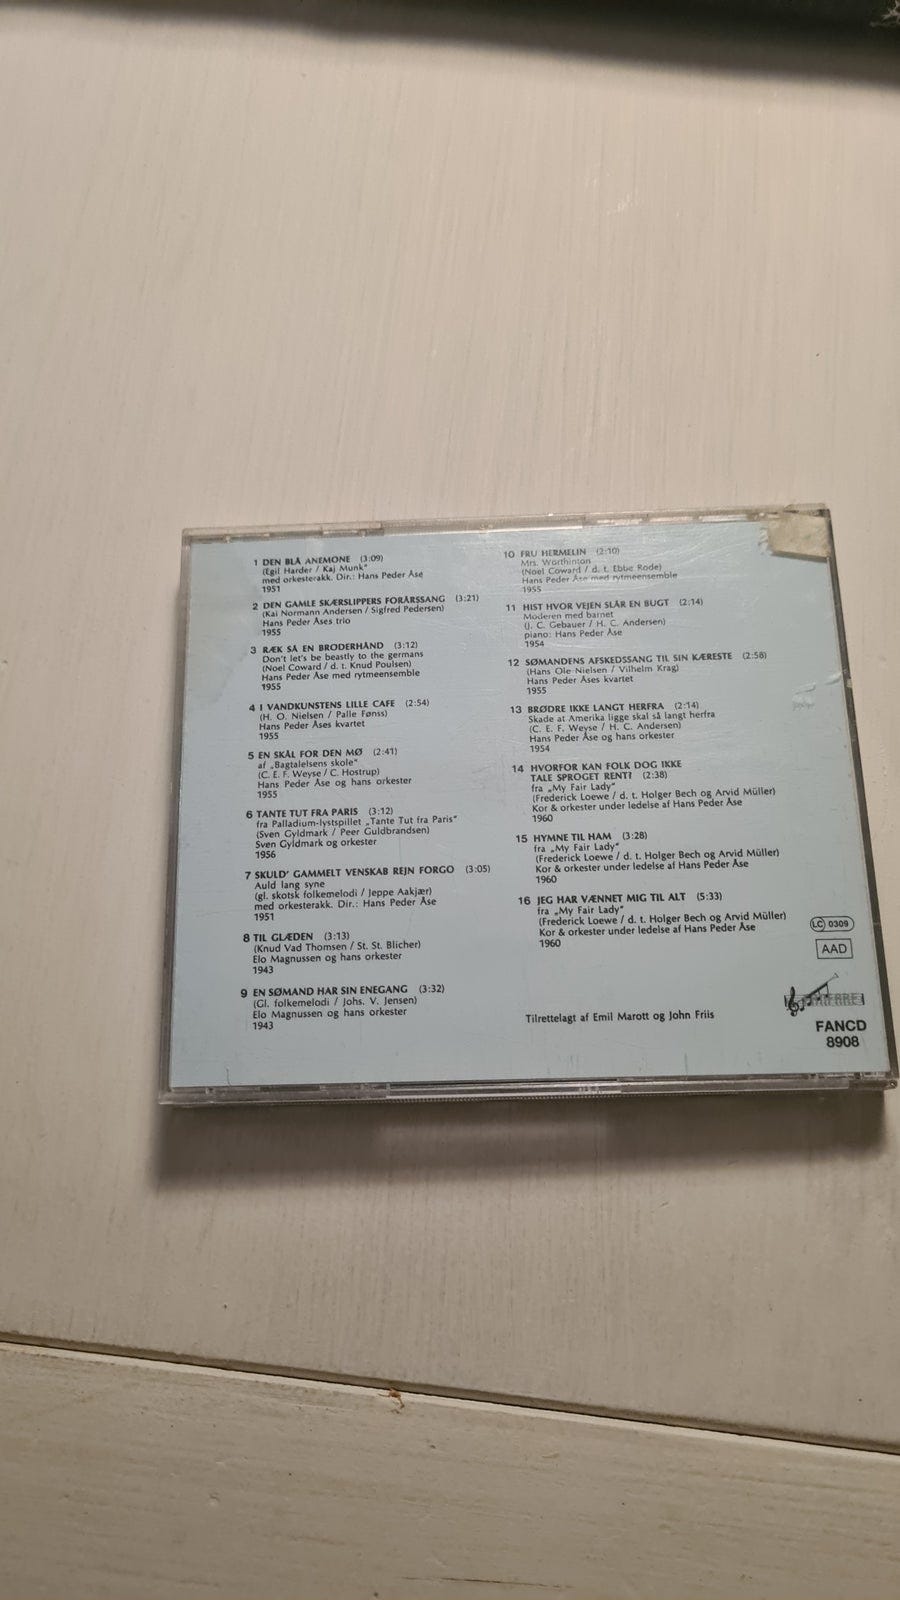 1 DEN BLÅ ANEMONE (3:09)
(Egil Harder / Kaj Munk"
med orkesterakk. Dir.: Hans Peder Åse
1951
2 DEN GAMLE SKÆRSLIPPERS FORÅRSSANG (3:21)
(Kai Normann Andersen / Sigfred Pedersen)
Hans Peder Åses trio
1955
3 RÆK SÅ EN BRODERHÅND (3:12)
Don't let's be beastly to the germans
(Noel Coward / d. t. Knud Poulsen)
Hans Peder Åse med rytmeensemble
1955
4 I VANDKUNSTENS LILLE CAFE (2:54)
(H. O. Nielsen / Palle Fønss)
Hans Peder Åses kvartet
1955
5 EN SKÅL FOR DEN MØ (2:41)
af „Bagtalelsens skole"
(C. E. F. Weyse / C. Hostrup)
Hans Peder Åse og hans orkester
1955
6 TANTE TUT FRA PARIS (3:12)
fra Palladium-lystspillet „Tante Tut fra Paris"
(Sven Gyldmark / Peer Guldbrandsen)
Sven Gyldmark og orkester
1956
7 SKULD' GAMMELT VENSKAB REJN FORGO (3:05)
Auld lang syne
(gl. skotsk folkemelodi / Jeppe Aakjær)
med orkesterakk. Dir.: Hans Peder Åse
1951
8 TIL GLÆDEN (3:13)
(Knud Vad Thomsen / St. St. Blicher)
Elo Magnussen og hans orkester
1943
9 EN SØMAND HAR SIN ENEGANG (3:32)
(Gl. folkemelodi / Johs. V. Jensen)
Elo Magnussen og hans orkester
1943
10 FRU HERMELIN (2:10)
Mrs. Worthinton
(Noel Coward / d. t. Ebbe Rode)
Hans Peder Åse med rytmeensemble
1955
11 HIST HVOR VEJEN SLÅR EN BUGT (2:14)
Moderen med barnet
(J. C. Gebauer / H. C. Andersen)
piano: Hans Peder Åse
1954
12 SØMANDENS AFSKEDSSANG TIL SIN KÆRESTE (2:58)
(Hans Ole Nielsen / Vilhelm Krag)
Hans Peder Åses kvartet
1955
13 BRØDRE IKKE LANGT HERFRA (2:14)
Skade at Amerika ligge skal så langt herfra
(C. E. F. Weyse / H. C. Andersen)
Hans Peder Åse og hans orkester
1954
14 HVORFOR KAN FOLK DOG IKKE
TALE SPROGET RENT? (2:38)
fra „My Fair Lady"
(Frederick Loewe / d. t. Holger Bech og Arvid Müller)
Kor & orkester under ledelse af Hans Peder Åse
1960
15 HYMNE TIL HAM (3:28)
fra „My Fair Lady"
(Frederick Loewe / d. t. Holger Bech og Arvid Müller)
Kor & orkester under ledelse af Hans Peder Åse
1960
16 JEG HAR VÆNNET MIG TIL ALT (5:33)
fra „My Fair Lady"
(Frederick Loewe / d. t. Holger Bech og Arvid Müller)
Kor & orkester under ledelse af Hans Peder Åse
1960
Tilrettelagt af Emil Marott og John Friis
LC 0309
AAD
FANFARE
FANCD
8908